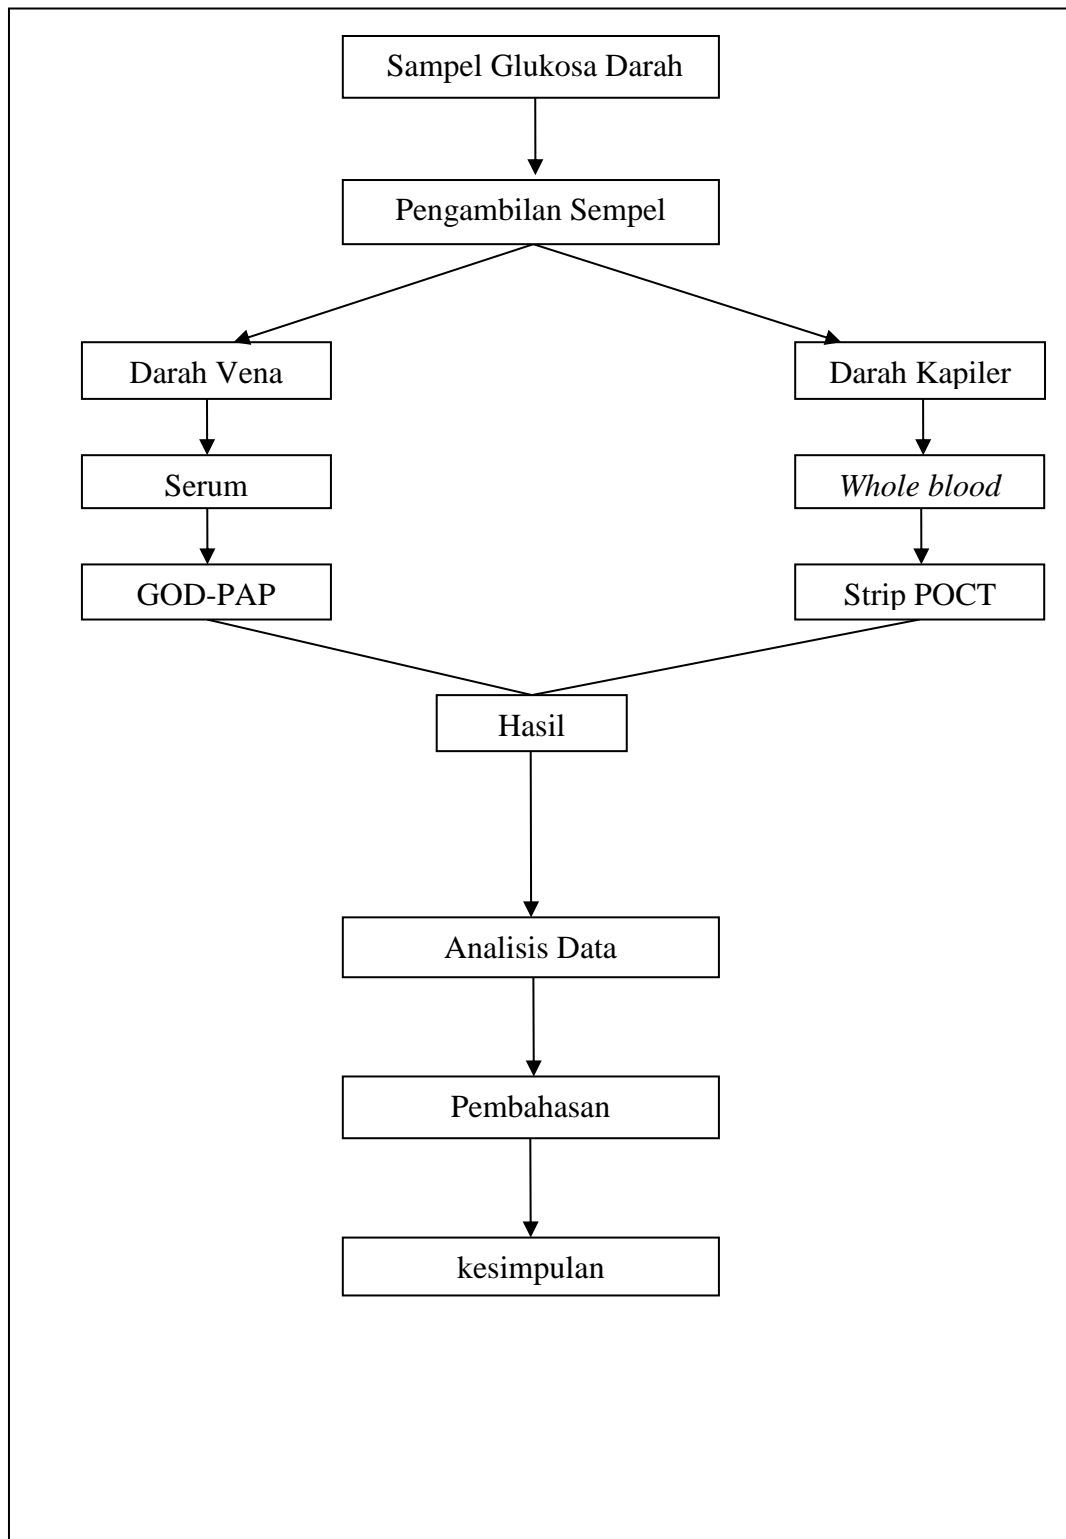 Sampel Glukosa Darah
Pengambilan Sempel
Darah Vena
Darah Kapiler
Serum
Whole blood
GOD-PAP
Strip POCT
Hasil
Analisis Data
Pembahasan
kesimpulan